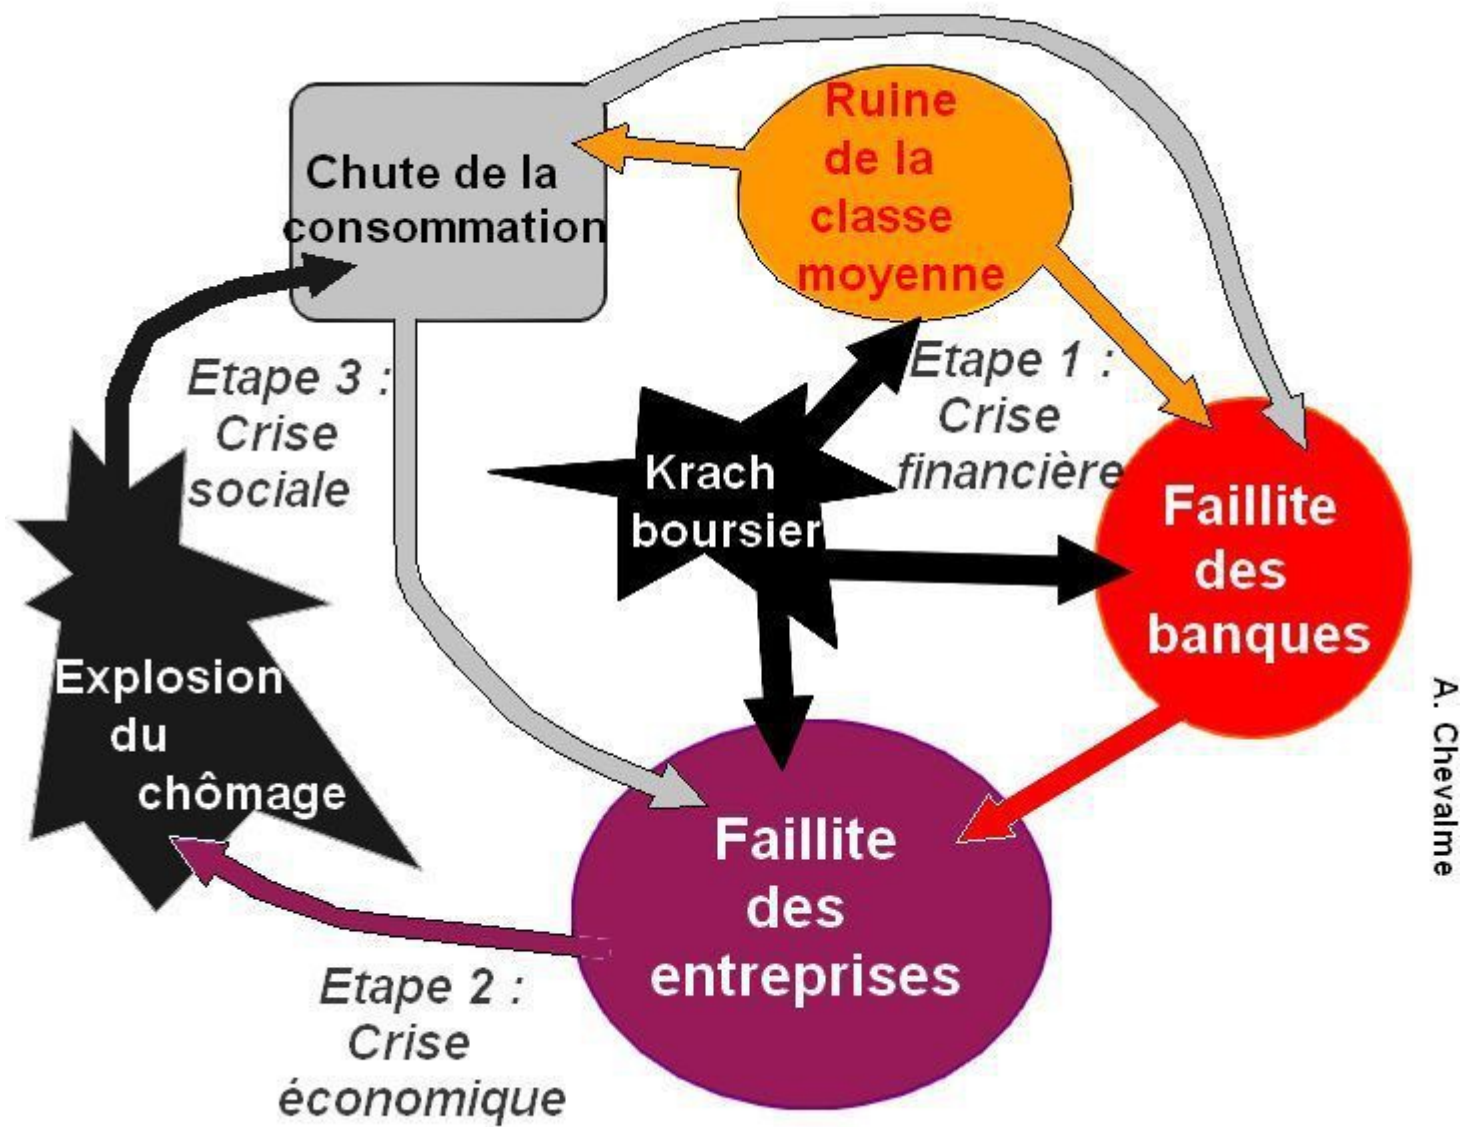 Ruine
de la
classe
moyenne
Chute de la
consommation
Etape 1 :
Crise
financière
Etape 3 :
Crise
sociale
Krach
boursier
Faillite
des
banques
Explosion
du
chômage
Faillite
des
entreprises
Etape 2 :
Crise
économique
A. Chevalme